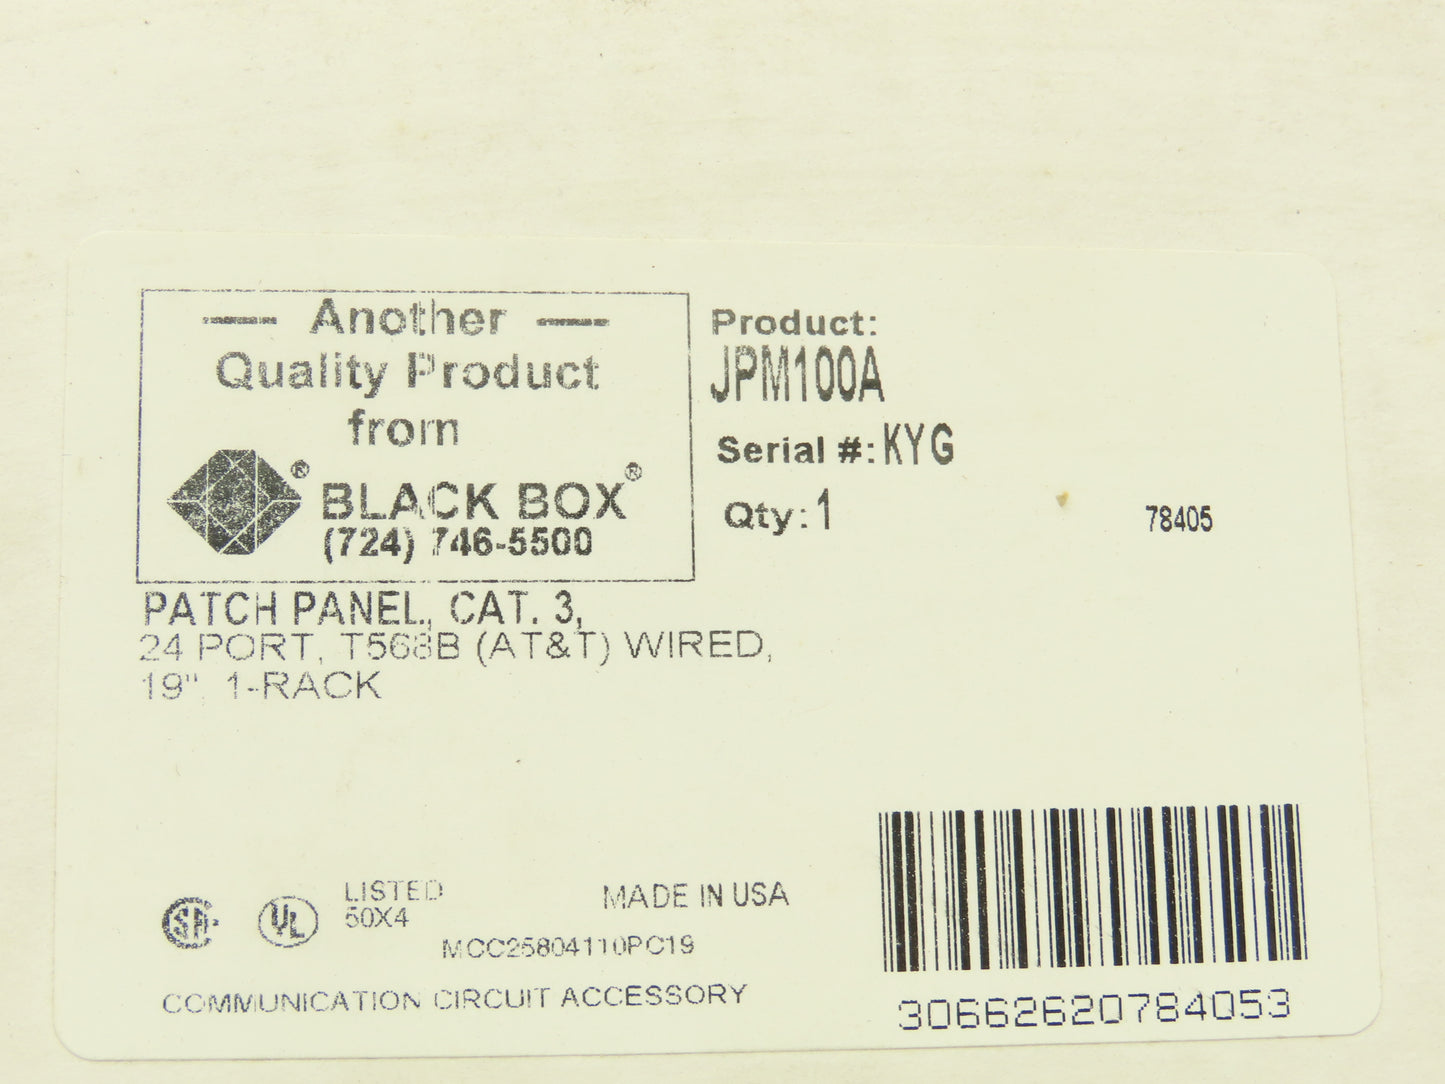 — Another —
Quality Product
from
® BLACK BOX®
(724) 746-5500
Product:
JPM100A
Serial #: KYG
Qty: 1
78405
PATCH PANEL, CAT. 3,
24 PORT, T568B (AT&T) WIRED,
19", 1-RACK
SA
UL
LISTED
50X4
MADE IN USA
MCC25804110PC19
COMMUNICATION CIRCUIT ACCESSORY
30662620784053